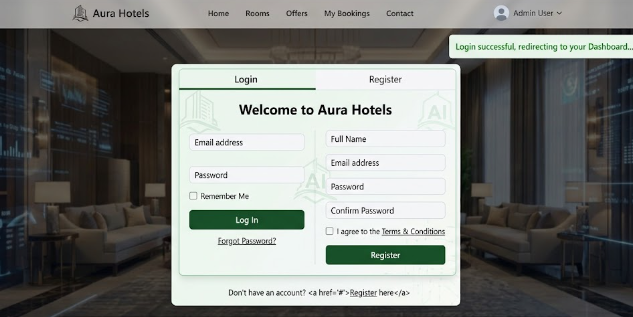 Aura Hotels
Home Rooms Offers My Bookings Contact
Admin User
Login successful, redirecting to your Dashboard...
Login Register
Welcome to Aura Hotels
Email address
Password
Remember Me
Log In
Forgot Password?
Full Name
Email address
Password
Confirm Password
I agree to the Terms & Conditions
Register
AI
AI
Don't have an account? <a href='#'>Register here</a>